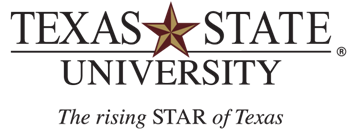 TEXAS STATE
UNIVERSITY ®
The rising STAR of Texas